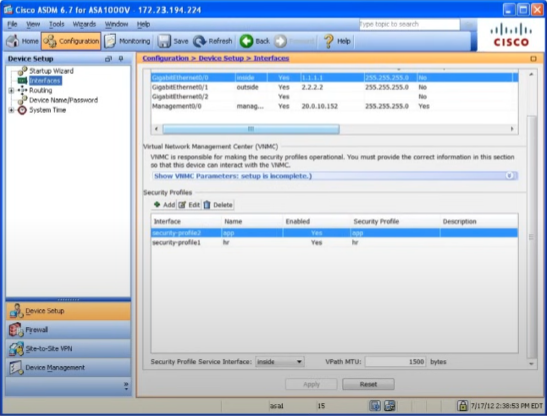 Cisco ASDM 6.7 for ASA1000V - 172.23.194.224
File View Tools Wizards Window Help
Type topic to search
Home Configuration Monitoring Save Refresh Back Help
CISCO
Device Setup
Configuration > Device Setup > Interfaces
Startup Wizard
Interfaces
Routing
Device Name/Password
System Time
GigabitEthernet0/0 inside Yes 1.1.1.1 255.255.255.0 No
GigabitEthernet0/1 outside Yes 2.2.2.2 255.255.255.0 No
GigabitEthernet0/2 Yes No
Management0/0 manag... Yes 20.0.10.152 255.255.255.0 Yes
Virtual Network Management Center (VNMC)
VNMC is responsible for making the security profiles operational. You must provide the correct information in this section
so that this device can interact with the VNMC.
Show VNMC Parameters: setup is incomplete.)
Security Profiles
Add Edit Delete
Interface Name Enabled Security Profile Description
security-profile2 app Yes app
security-profile1 hr Yes hr
Device Setup
Firewall
Site-to-Site VPN
Device Management
Security Profile Service Interface: inside VPath MTU: 1500 bytes
Apply Reset
asa1 15 7/17/12 2:38:53 PM EDT